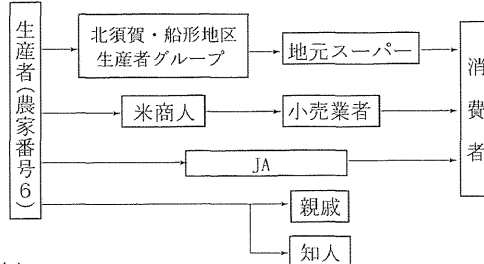 生産者(農家番号6)
北須賀・船形地区
生産者グループ
地元スーパー
米商人
小売業者
JA
親戚
知人
消費者